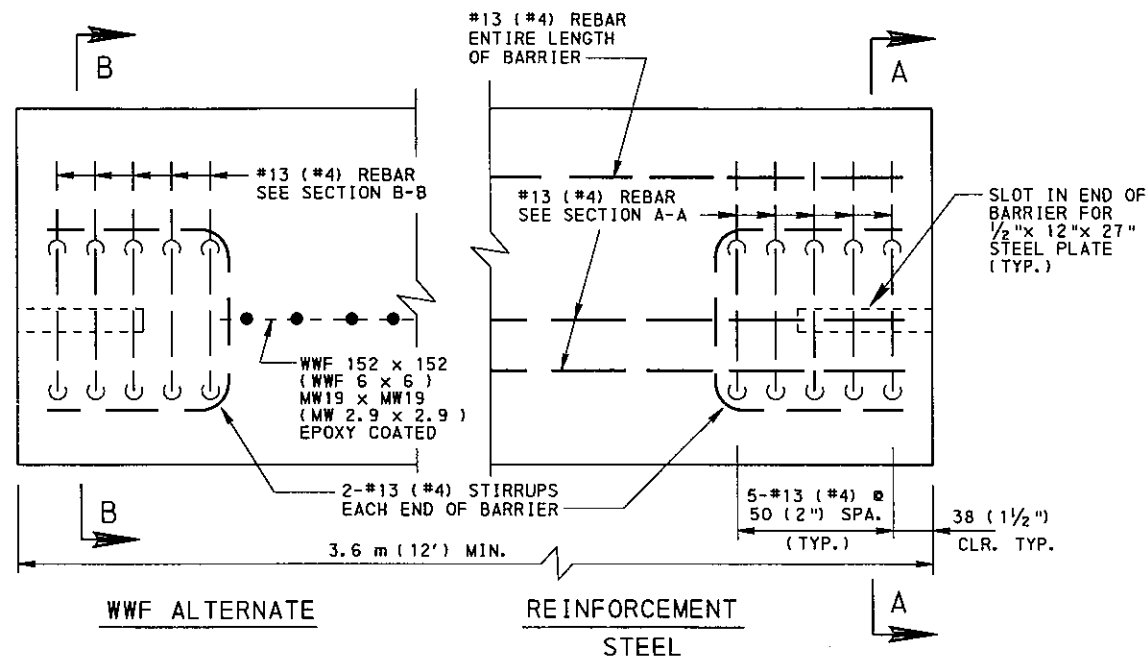 #13 (#4) REBAR
ENTIRE LENGTH
OF BARRIER
B
A
#13 (#4) REBAR
SEE SECTION B-B
#13 (#4) REBAR
SEE SECTION A-A
SLOT IN END OF
BARRIER FOR
1/2"x 12"x 27"
STEEL PLATE
(TYP.)
WWF 152 x 152
(WWF 6 x 6)
MW19 x MW19
(MW 2.9 x 2.9)
EPOXY COATED
2-#13 (#4) STIRRUPS
EACH END OF BARRIER
5-#13 (#4) @
50 (2") SPA.
(TYP.)
38 (1 1/2")
CLR. TYP.
B
3.6 m (12') MIN.
A
WWF ALTERNATE
REINFORCEMENT
STEEL